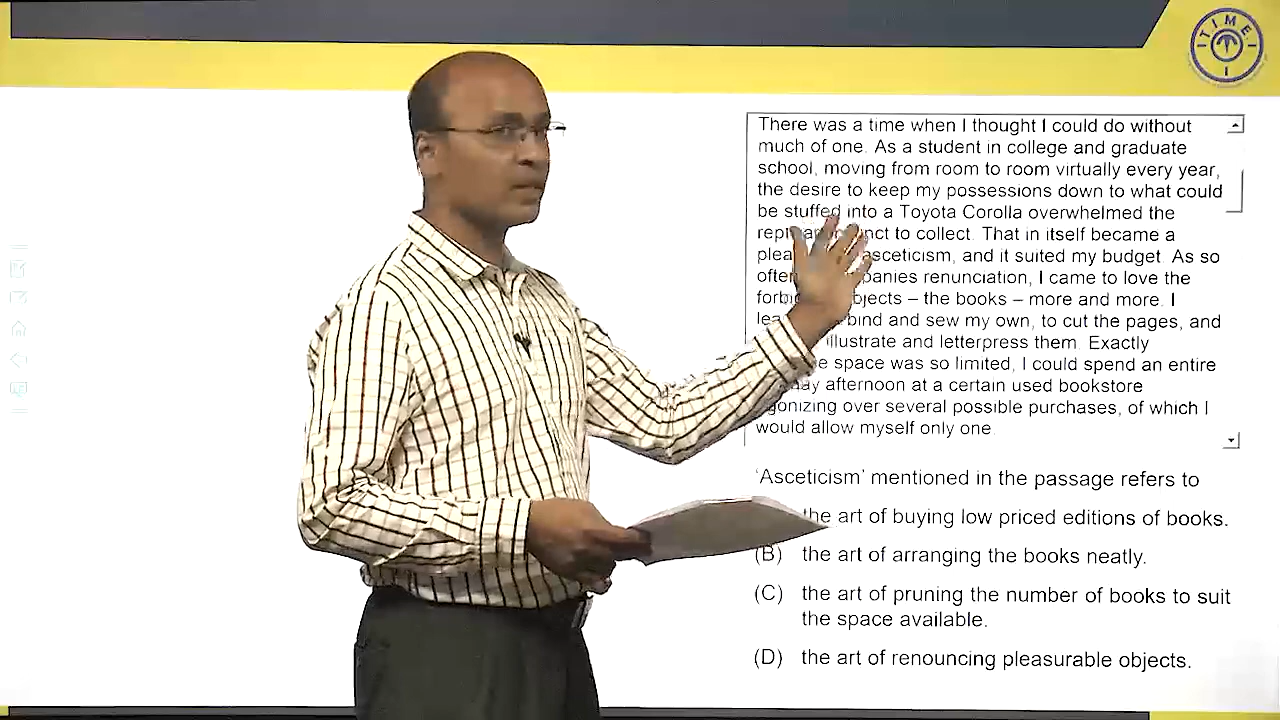 T.I.M.E.
There was a time when I thought I could do without
much of one. As a student in college and graduate
school, moving from room to room virtually every year,
the desire to keep my possessions down to what could
be stuffed into a Toyota Corolla overwhelmed the
to collect. That in itself became a
asceticism, and it suited my budget. As so
renunciation, I came to love the
– the books – more and more. I
bind and sew my own, to cut the pages, and
illustrate and letterpress them. Exactly
space was so limited, I could spend an entire
afternoon at a certain used bookstore
over several possible purchases, of which I
would allow myself only one.
'Asceticism' mentioned in the passage refers to
the art of buying low priced editions of books.
(B) the art of arranging the books neatly.
(C) the art of pruning the number of books to suit
the space available.
(D) the art of renouncing pleasurable objects.